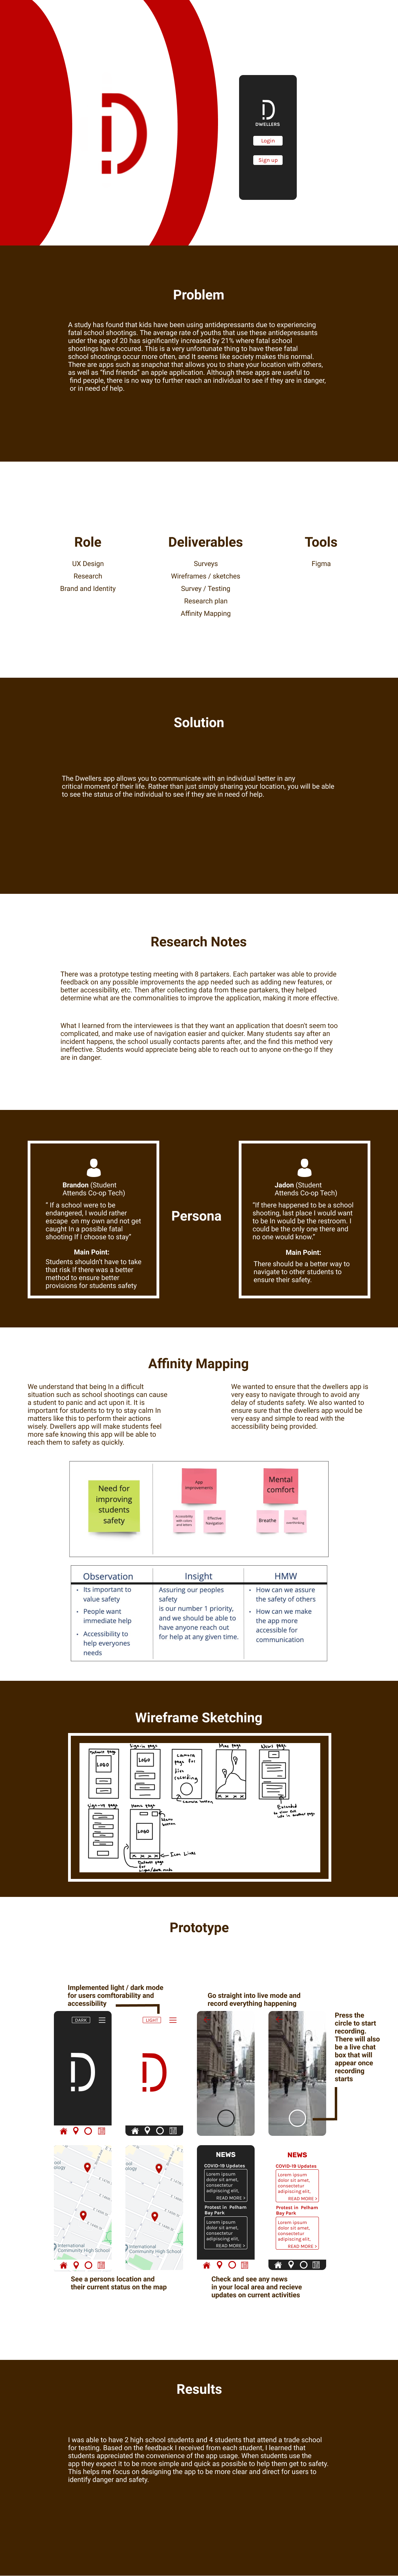 DWELLERS
Login
Sign up
Problem
A study has found that kids have been using antidepressants due to experiencing
fatal school shootings. The average rate of youths that use these antidepressants
under the age of 20 has significantly increased by 21% where fatal school
shootings have occured. This is a very unfortunate thing to have these fatal
school shootings occur more often, and It seems like society makes this normal.
There are apps such as snapchat that allows you to share your location with others,
as well as “find friends” an apple application. Although these apps are useful to
find people, there is no way to further reach an individual to see if they are in danger,
or in need of help.
Role
UX Design
Research
Brand and Identity
Deliverables
Surveys
Wireframes / sketches
Survey / Testing
Research plan
Affinity Mapping
Tools
Figma
Solution
The Dwellers app allows you to communicate with an individual better in any
critical moment of their life. Rather than just simply sharing your location, you will be able
to see the status of the individual to see if they are in need of help.
Research Notes
There was a prototype testing meeting with 8 partakers. Each partaker was able to provide
feedback on any possible improvements the app needed such as adding new features, or
better accessibility, etc. Then after collecting data from these partakers, they helped
determine what are the commonalities to improve the application, making it more effective.
What I learned from the interviewees is that they want an application that doesn’t seem too
complicated, and make use of navigation easier and quicker. Many students say after an
incident happens, the school usually contacts parents after, and the find this method very
ineffective. Students would appreciate being able to reach out to anyone on-the-go If they
are in danger.
Brandon (Student
Attends Co-op Tech)
“ If a school were to be
endangered, I would rather
escape on my own and not get
caught In a possible fatal
shooting If I choose to stay”
Main Point:
Students shouldn’t have to take
that risk If there was a better
method to ensure better
provisions for students safety
Persona
Jadon (Student
Attends Co-op Tech)
“If there happened to be a school
shooting, last place I would want
to be In would be the restroom. I
could be the only one there and
no one would know.”
Main Point:
There should be a better way to
navigate to other students to
ensure their safety.
Affinity Mapping
We understand that being In a difficult
situation such as school shootings can cause
a student to panic and act upon it. It is
important for students to try to stay calm In
matters like this to perform their actions
wisely. Dwellers app will make students feel
more safe knowing this app will be able to
reach them to safety as quickly.
We wanted to ensure that the dwellers app is
very easy to navigate through to avoid any
delay of students safety. We also wanted to
ensure sure that the dwellers app would be
very easy and simple to read with the
accessibility being provided.
Need for
improving
students
safety
App
improvements
Accessibility
with colors
and letters
Effective
Navigation
Mental
comfort
Breathe
Not
overthinking
Observation
Its important to
value safety
People want
immediate help
Accessibility to
help everyones
needs
Insight
Assuring our peoples
safety
is our number 1 priority,
and we should be able to
have anyone reach out
for help at any given time.
HMW
How can we assure
the safety of others
How can we make
the app more
accessible for
communication
Wireframe Sketching
Sign-in page
LOGO
LOGO
Camera
page for
live
recording
Camera button
Map page
News page
Sign-up page
Home page
LOGO
menu
button
Icon Links
Prototype
Implemented light / dark mode
for users comftorability and
accessibility
Go straight into live mode and
record everything happening
Press the
circle to start
recording.
There will also
be a live chat
box that will
appear once
recording
starts
DARK
LIGHT
International
Community High School
International
Community High School
NEWS
COVID-19 Updates
Lorem ipsum
dolor sit amet,
consectetur
adipiscing elit,
READ MORE >
Protest in Pelham
Bay Park
Lorem ipsum
dolor sit amet,
consectetur
adipiscing elit,
READ MORE >
NEWS
COVID-19 Updates
Lorem ipsum
dolor sit amet,
consectetur
adipiscing elit,
READ MORE >
Protest in Pelham
Bay Park
Lorem ipsum
dolor sit amet,
consectetur
adipiscing elit,
READ MORE >
See a persons location and
their current status on the map
Check and see any news
in your local area and recieve
updates on current activities
Results
I was able to have 2 high school students and 4 students that attend a trade school
for testing. Based on the feedback I received from each student, I learned that
students appreciated the convenience of the app usage. When students use the
app they expect it to be more simple and quick as possible to help them get to safety.
This helps me focus on designing the app to be more clear and direct for users to
identify danger and safety.